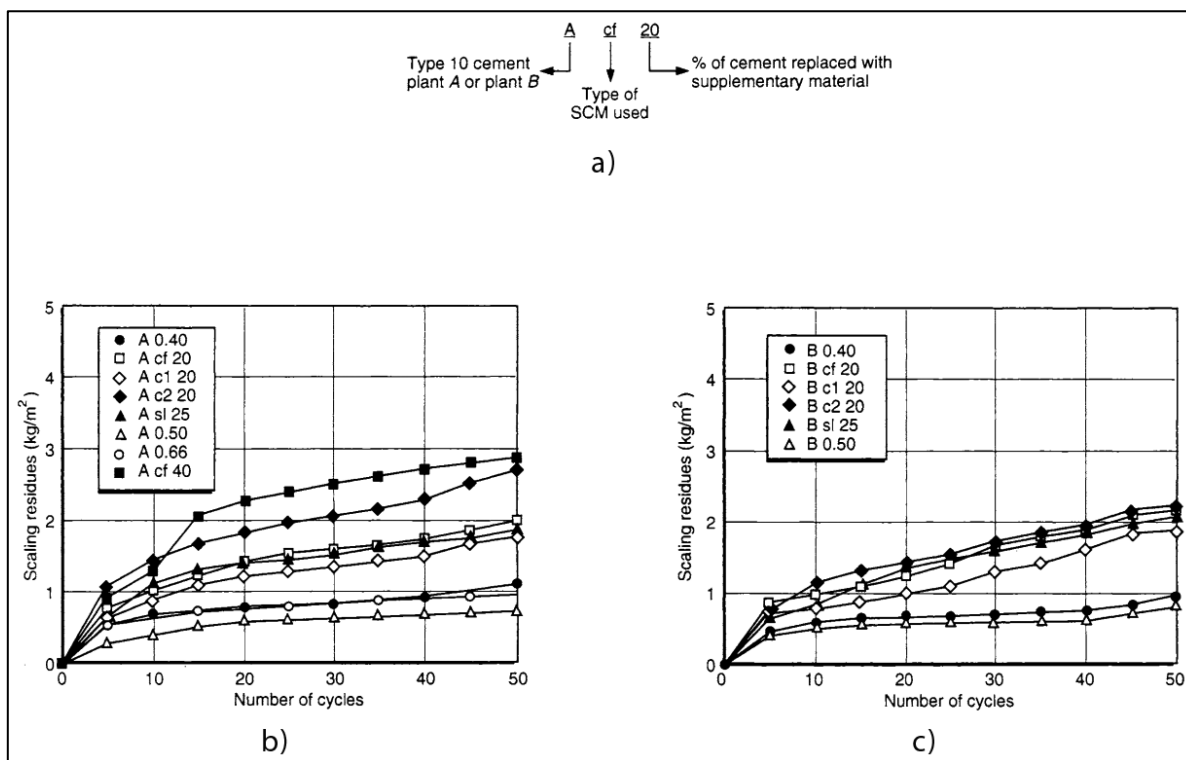 A cf 20
Type 10 cement
plant A or plant B
Type of
SCM used
% of cement replaced with
supplementary material
a)
5
4
3
2
1
0
Scaling residues (kg/m²)
A 0.40
A cf 20
A c1 20
A c2 20
A sl 25
A 0.50
A 0.66
A cf 40
0 10 20 30 40 50
Number of cycles
b)
5
4
3
2
1
0
Scaling residues (kg/m²)
B 0.40
B cf 20
B c1 20
B c2 20
B sl 25
B 0.50
0 10 20 30 40 50
Number of cycles
c)